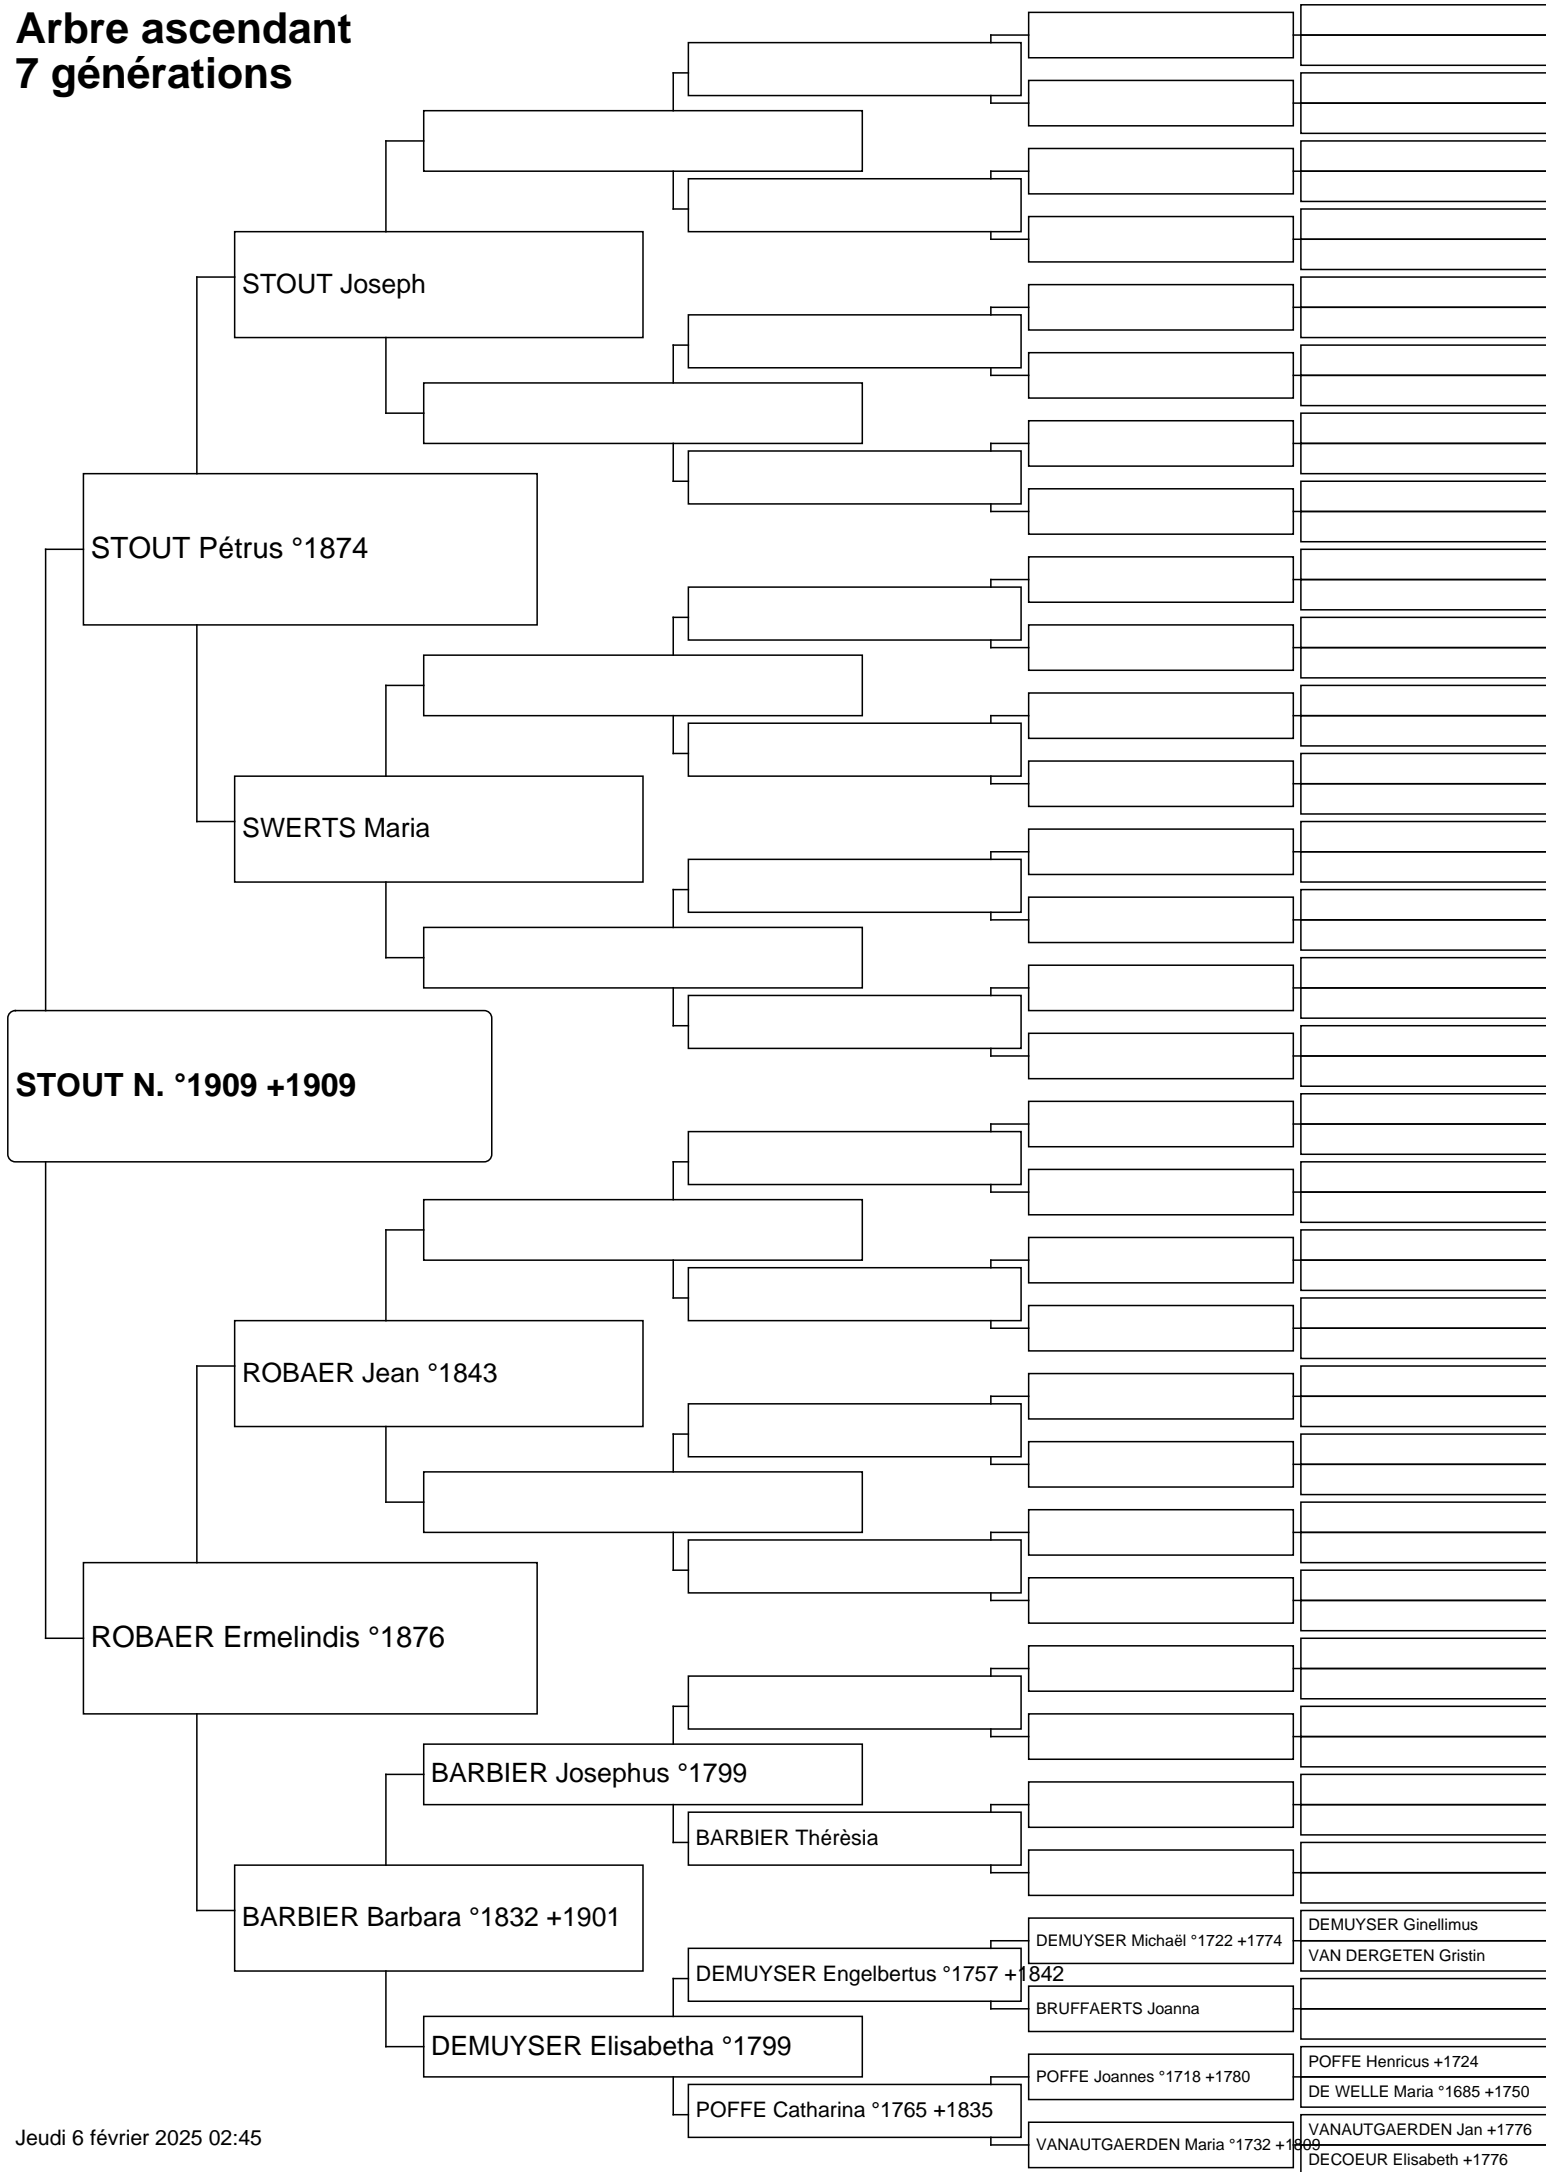 Arbre ascendant
7 générations
STOUT Joseph
STOUT Pétrus °1874
SWERTS Maria
STOUT N. °1909 +1909
ROBAER Jean °1843
ROBAER Ermelindis °1876
BARBIER Josephus °1799
BARBIER Thérèsia
BARBIER Barbara °1832 +1901
DEMUYSER Ginellimus
DEMUYSER Michaël °1722 +1774
VAN DERGETEN Gristin
DEMUYSER Engelbertus °1757 +1842
BRUFFAERTS Joanna
DEMUYSER Elisabetha °1799
POFFE Henricus +1724
POFFE Joannes °1718 +1780
DE WELLE Maria °1685 +1750
POFFE Catharina °1765 +1835
VANAUTGAERDEN Jan +1776
VANAUTGAERDEN Maria °1732 +1809
DECOEUR Elisabeth +1776
Jeudi 6 février 2025 02:45